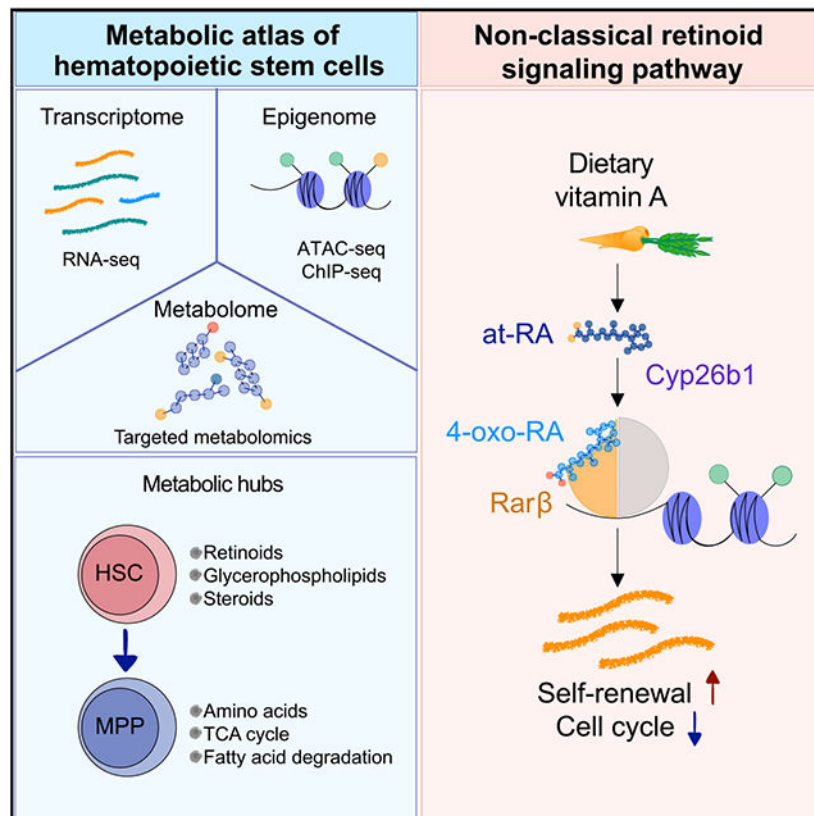 Metabolic atlas of
hematopoietic stem cells
Transcriptome
RNA-seq
Epigenome
ATAC-seq
ChIP-seq
Metabolome
Targeted metabolomics
Metabolic hubs
HSC
Retinoids
Glycerophospholipids
Steroids
MPP
Amino acids
TCA cycle
Fatty acid degradation
Non-classical retinoid
signaling pathway
Dietary
vitamin A
at-RA
Cyp26b1
4-oxo-RA
Rarβ
Self-renewal
Cell cycle